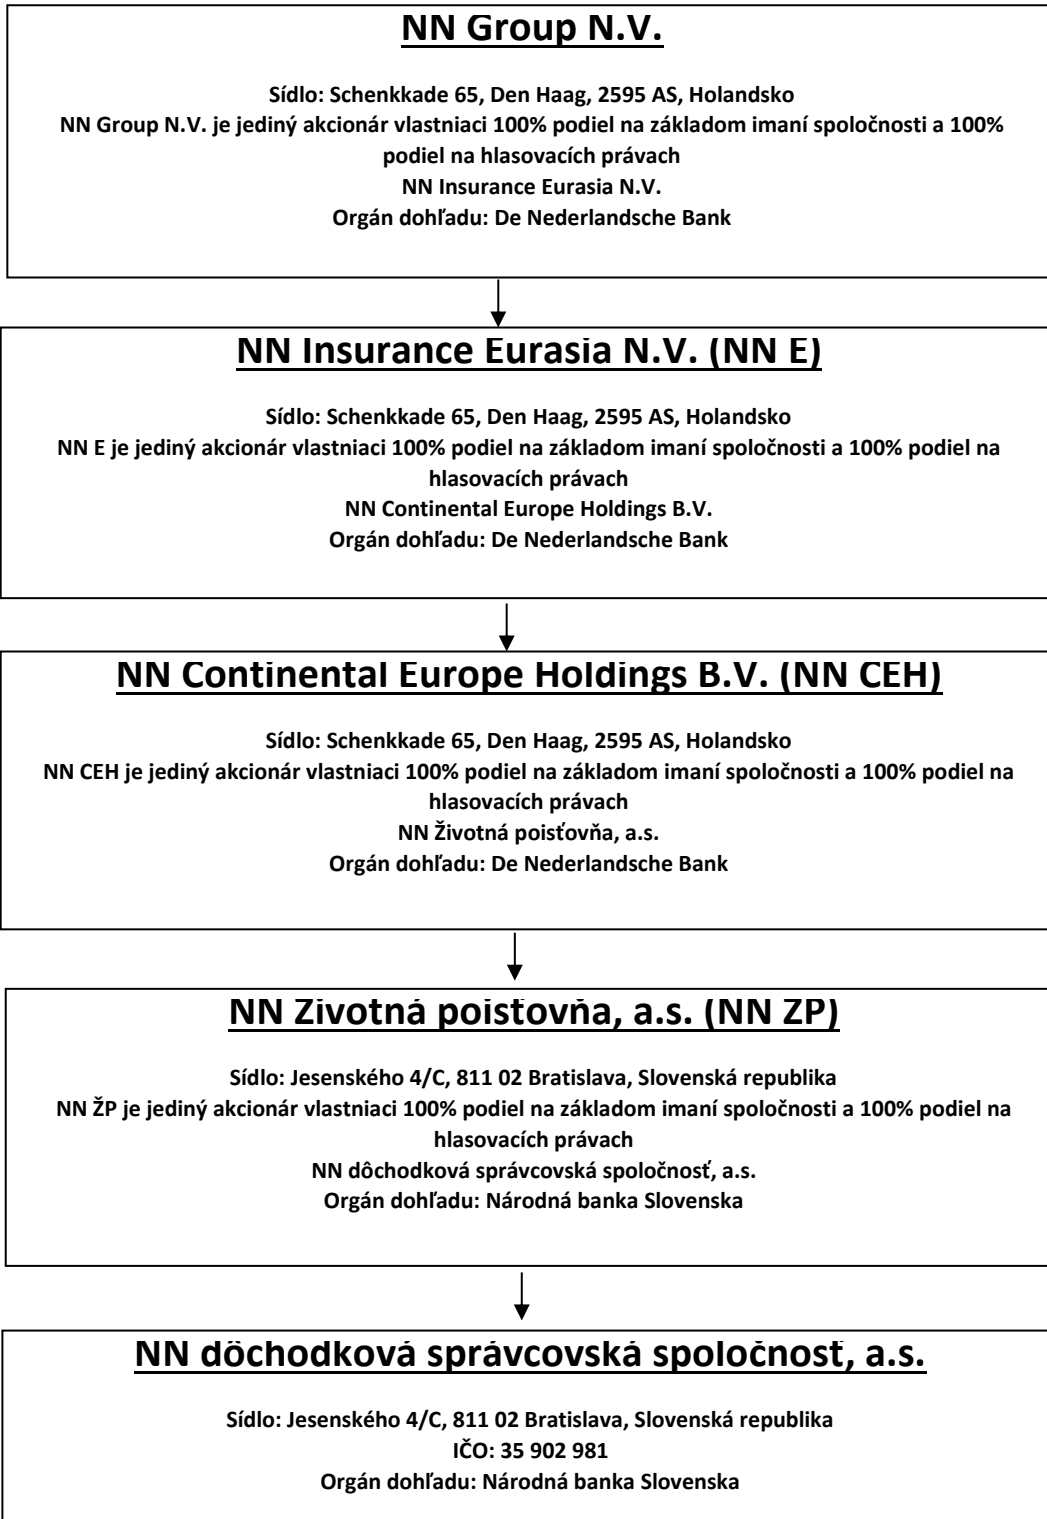 NN Group N.V.
Sídlo: Schenkkade 65, Den Haag, 2595 AS, Holandsko
NN Group N.V. je jediný akcionár vlastniaci 100% podiel na základom imaní spoločnosti a 100%
podiel na hlasovacích právach
NN Insurance Eurasia N.V.
Orgán dohľadu: De Nederlandsche Bank
NN Insurance Eurasia N.V. (NN E)
Sídlo: Schenkkade 65, Den Haag, 2595 AS, Holandsko
NN E je jediný akcionár vlastniaci 100% podiel na základom imaní spoločnosti a 100% podiel na
hlasovacích právach
NN Continental Europe Holdings B.V.
Orgán dohľadu: De Nederlandsche Bank
NN Continental Europe Holdings B.V. (NN CEH)
Sídlo: Schenkkade 65, Den Haag, 2595 AS, Holandsko
NN CEH je jediný akcionár vlastniaci 100% podiel na základom imaní spoločnosti a 100% podiel na
hlasovacích právach
NN Životná poisťovňa, a.s.
Orgán dohľadu: De Nederlandsche Bank
NN Životná poisťovňa, a.s. (NN ŽP)
Sídlo: Jesenského 4/C, 811 02 Bratislava, Slovenská republika
NN ŽP je jediný akcionár vlastniaci 100% podiel na základom imaní spoločnosti a 100% podiel na
hlasovacích právach
NN dôchodková správcovská spoločnosť, a.s.
Orgán dohľadu: Národná banka Slovenska
NN dôchodková správcovská spoločnosť, a.s.
Sídlo: Jesenského 4/C, 811 02 Bratislava, Slovenská republika
IČO: 35 902 981
Orgán dohľadu: Národná banka Slovenska